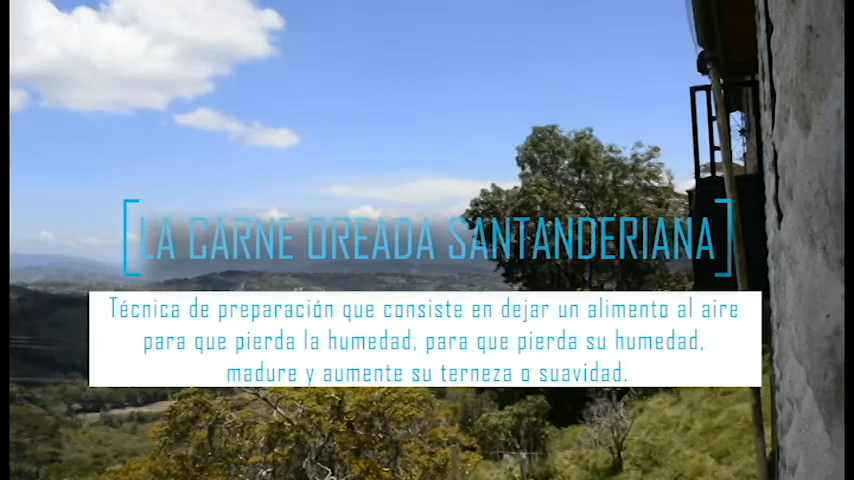 [LA CARNE OREADA SANTANDERIANA]
Técnica de preparación que consiste en dejar un alimento al aire
para que pierda la humedad, para que pierda su humedad,
madure y aumente su terneza o suavidad.